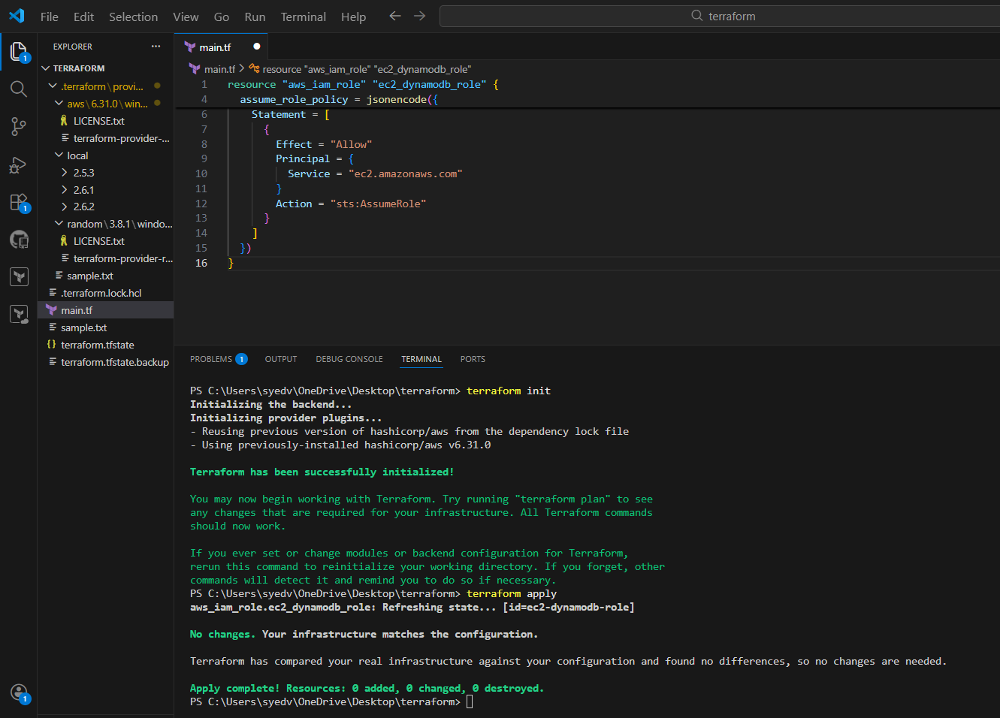 File Edit Selection View Go Run Terminal Help
terraform
EXPLORER
TERRAFORM
.terraform\provi...
aws\6.31.0\win...
LICENSE.txt
terraform-provider-...
local
2.5.3
2.6.1
2.6.2
random\3.8.1\windo...
LICENSE.txt
terraform-provider-r...
sample.txt
.terraform.lock.hcl
main.tf
sample.txt
terraform.tfstate
terraform.tfstate.backup
1
1
1
main.tf
main.tf > resource "aws_iam_role" "ec2_dynamodb_role"
1 resource "aws_iam_role" "ec2_dynamodb_role" {
4 assume_role_policy = jsonencode({
6 Statement = [
7 {
8 Effect = "Allow"
9 Principal = {
10 Service = "ec2.amazonaws.com"
11 }
12 Action = "sts:AssumeRole"
13 }
14 ]
15 })
16 }
PROBLEMS 1 OUTPUT DEBUG CONSOLE TERMINAL PORTS
PS C:\Users\syedv\OneDrive\Desktop\terraform> terraform init
Initializing the backend...
Initializing provider plugins...
- Reusing previous version of hashicorp/aws from the dependency lock file
- Using previously-installed hashicorp/aws v6.31.0
Terraform has been successfully initialized!
You may now begin working with Terraform. Try running "terraform plan" to see
any changes that are required for your infrastructure. All Terraform commands
should now work.
If you ever set or change modules or backend configuration for Terraform,
rerun this command to reinitialize your working directory. If you forget, other
commands will detect it and remind you to do so if necessary.
PS C:\Users\syedv\OneDrive\Desktop\terraform> terraform apply
aws_iam_role.ec2_dynamodb_role: Refreshing state... [id=ec2-dynamodb-role]
No changes. Your infrastructure matches the configuration.
Terraform has compared your real infrastructure against your configuration and found no differences, so no changes are needed.
Apply complete! Resources: 0 added, 0 changed, 0 destroyed.
PS C:\Users\syedv\OneDrive\Desktop\terraform>